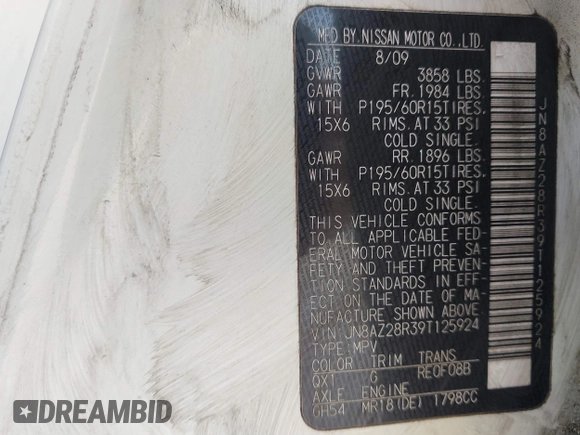 MFD BY NISSAN MOTOR CO., LTD.
DATE 8/09
GVWR 3858 LBS.
GAWR FR. 1984 LBS.
WITH P195/60R15TIRES,
15X6 RIMS. AT 33 PSI
COLD SINGLE.
GAWR RR. 1896 LBS.
WITH P195/60R15TIRES,
15X6 RIMS. AT 33 PSI
COLD SINGLE.
THIS VEHICLE CONFORMS
TO ALL APPLICABLE FED-
ERAL MOTOR VEHICLE SA-
FETY AND THEFT PREVEN-
TION STANDARDS IN EFF-
ECT ON THE DATE OF MA-
NUFACTURE SHOWN ABOVE.
VIN: JN8AZ28R39T125924
TYPE: MPV
COLOR TRIM TRANS
QX1 G RE0F08B
AXLE ENGINE
GH54 MR18(DE) 1798CC
JN8AZ28R39T125924
DREAMBID